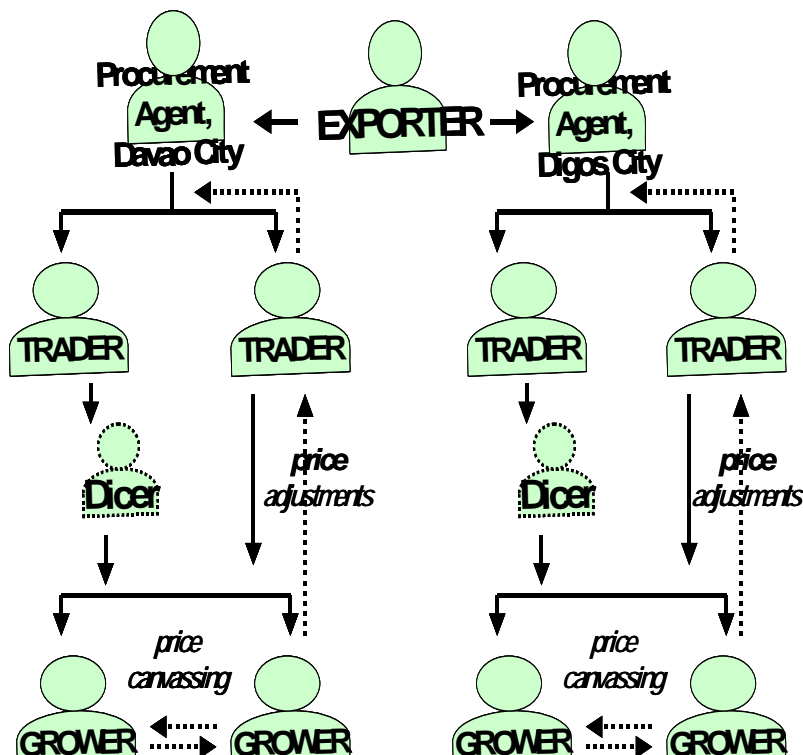 Procurement
Agent,
Davao City
EXPORTER
Procurement
Agent,
Digos City
TRADER
TRADER
TRADER
TRADER
Dicer
price
adjustments
Dicer
price
adjustments
price
canvassing
price
canvassing
GROWER
GROWER
GROWER
GROWER